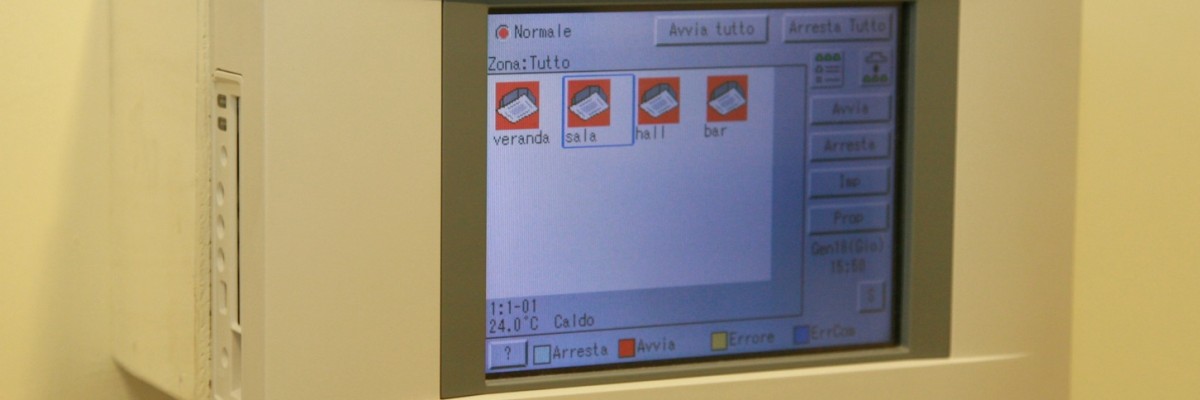 Normale
Avvia tutto
Arresta Tutto
Zona:Tutto
veranda
sala
hall
bar
Avvia
Arresta
Imp
Prop
1:1-01
24.0°C Caldo
?
Arresta
Avvia
Errore
ErrCom